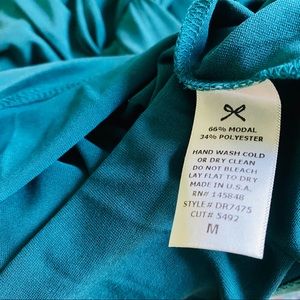 66% MODAL
34% POLYESTER
HAND WASH COLD
OR DRY CLEAN
DO NOT BLEACH
LAY FLAT TO DRY
MADE IN U.S.A.
RN# 145848
STYLE# DR7475
CUT# 5492
M